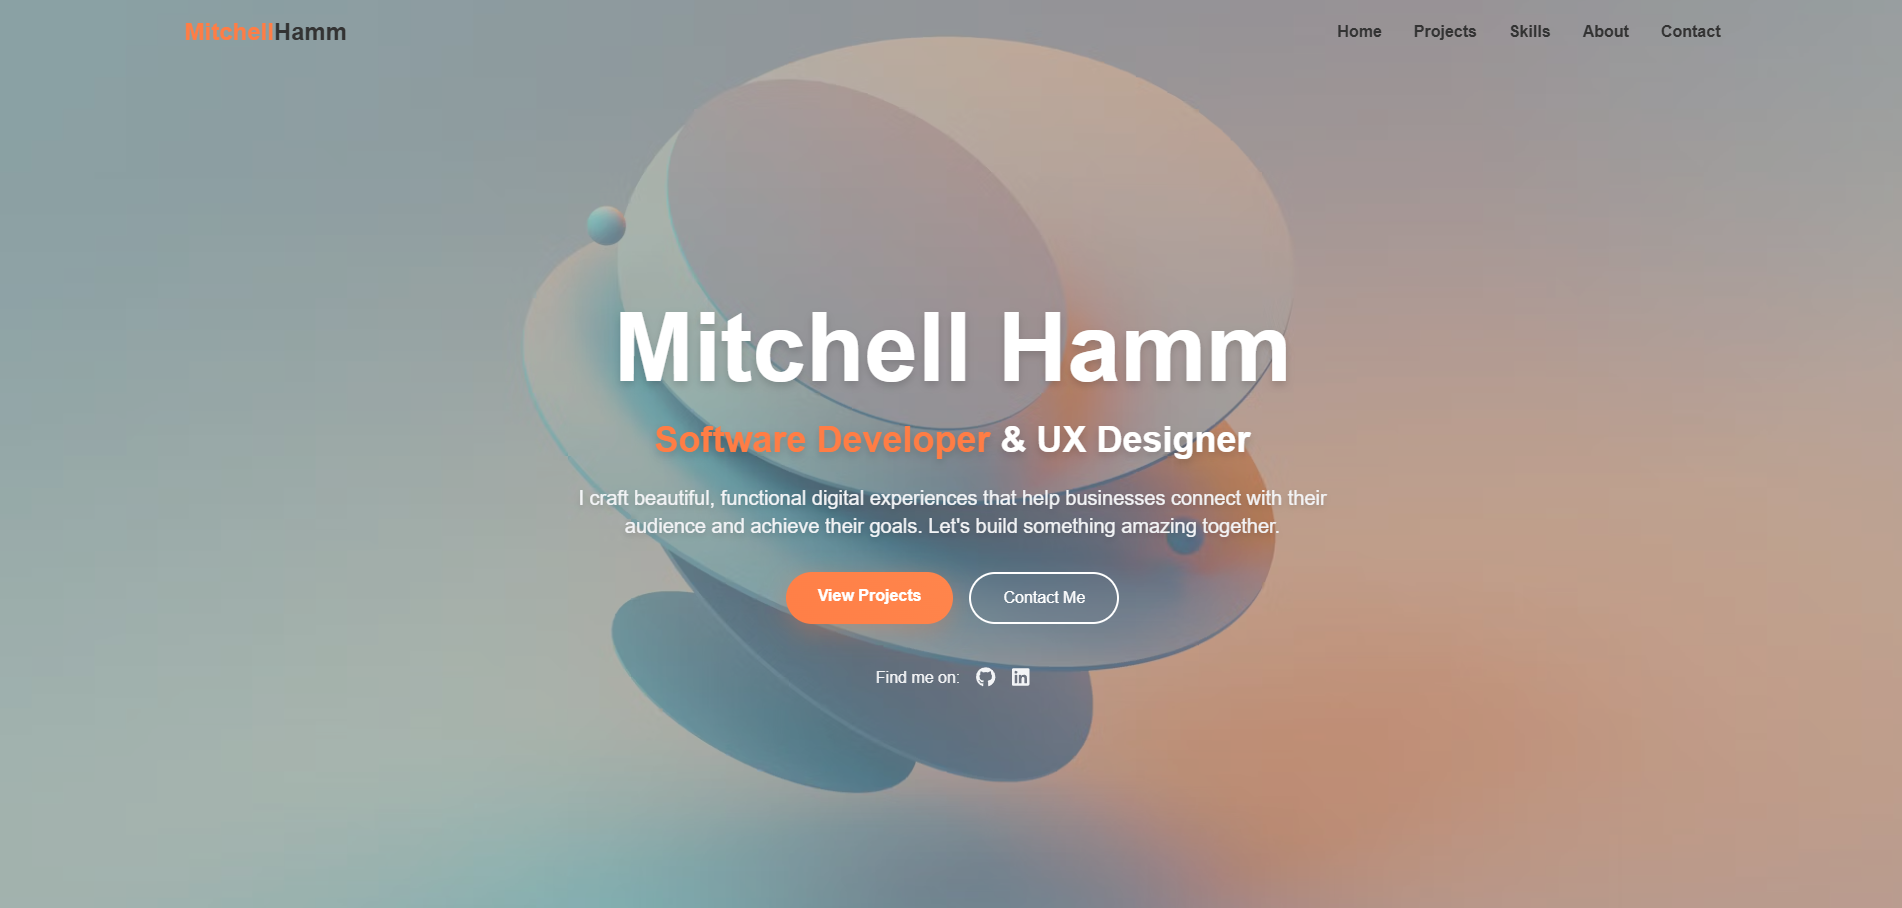 MitchellHamm
Home Projects Skills About Contact
Mitchell Hamm
Software Developer & UX Designer
I craft beautiful, functional digital experiences that help businesses connect with their
audience and achieve their goals. Let's build something amazing together.
View Projects
Contact Me
Find me on: